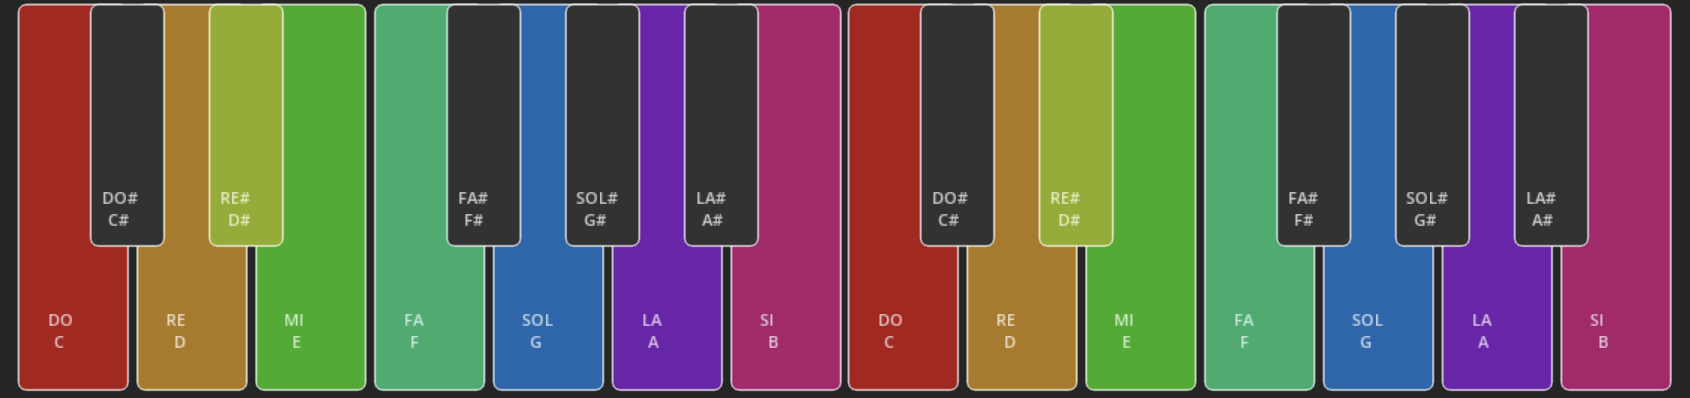 DO#
C#
RE#
D#
FA#
F#
SOL#
G#
LA#
A#
DO#
C#
RE#
D#
FA#
F#
SOL#
G#
LA#
A#
DO
C
RE
D
MI
E
FA
F
SOL
G
LA
A
SI
B
DO
C
RE
D
MI
E
FA
F
SOL
G
LA
A
SI
B